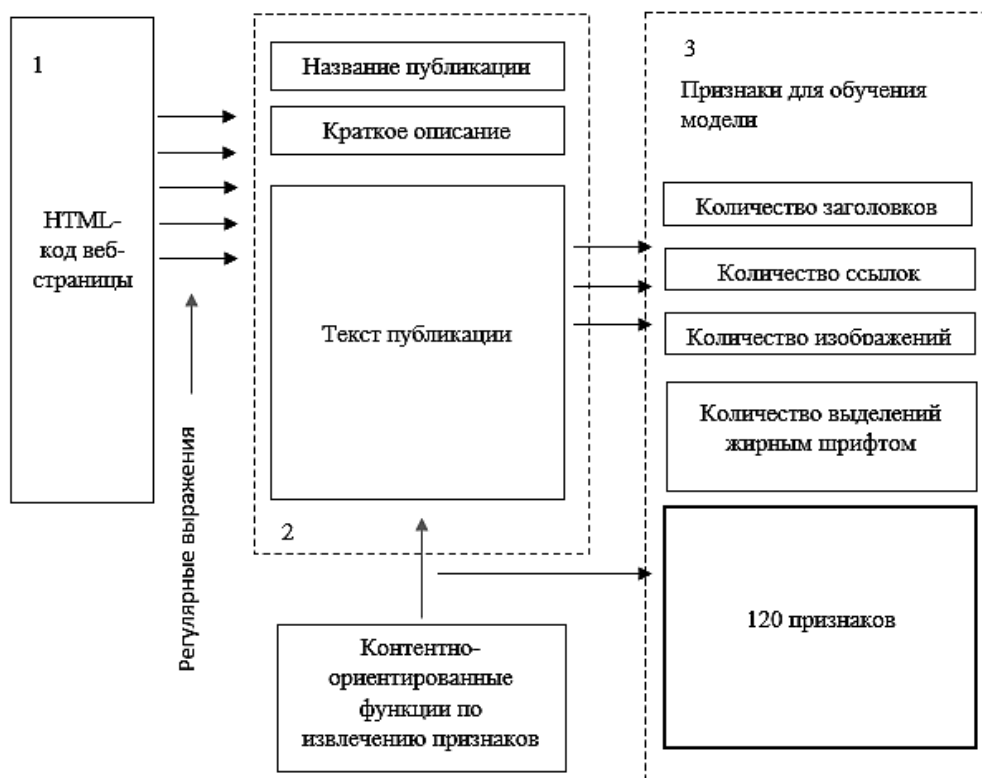 1
HTML-
код веб-
страницы
Регулярные выражения
Название публикации
Краткое описание
Текст публикации
2
Контентно-
ориентированные
функции по
извлечению признаков
3
Признаки для обучения
модели
Количество заголовков
Количество ссылок
Количество изображений
Количество выделений
жирным шрифтом
120 признаков